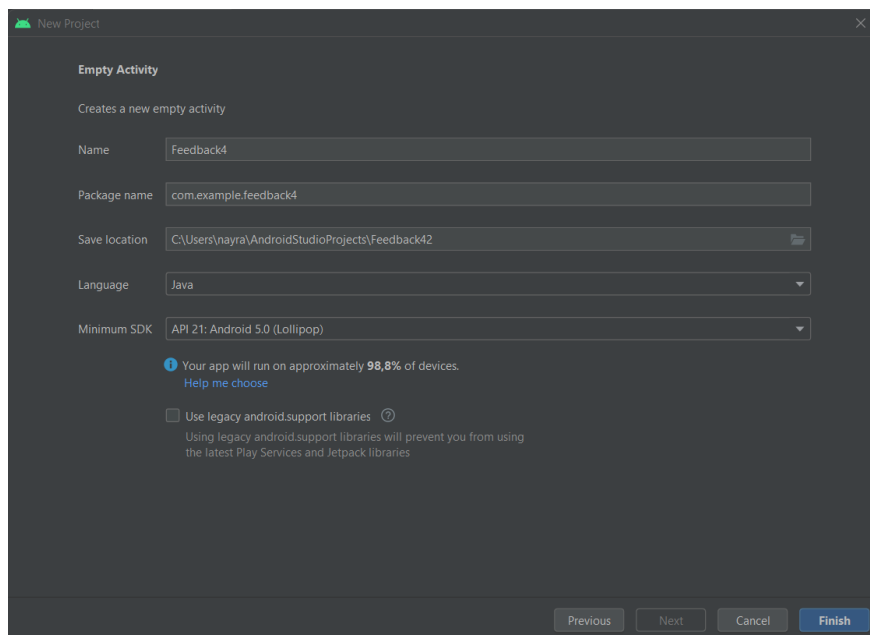 New Project
Empty Activity
Creates a new empty activity
Name Feedback4
Package name com.example.feedback4
Save location C:\Users\nayra\AndroidStudioProjects\Feedback42
Language Java
Minimum SDK API 21: Android 5.0 (Lollipop)
Your app will run on approximately 98,8% of devices.
Help me choose
Use legacy android.support libraries
Using legacy android.support libraries will prevent you from using
the latest Play Services and Jetpack libraries
Previous Next Cancel Finish